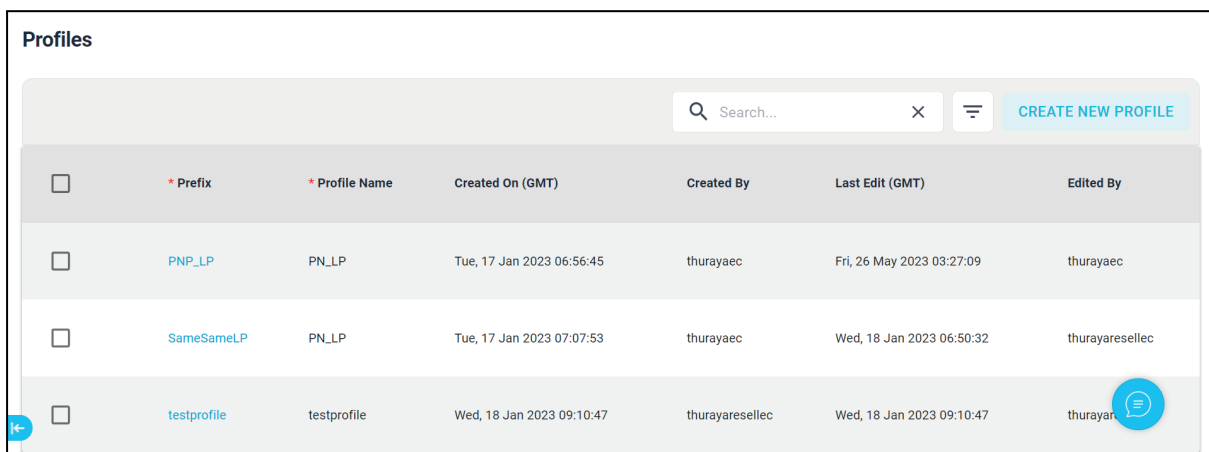 Profiles
Search... CREATE NEW PROFILE
* Prefix * Profile Name Created On (GMT) Created By Last Edit (GMT) Edited By
PNP_LP PN_LP Tue, 17 Jan 2023 06:56:45 thurayaec Fri, 26 May 2023 03:27:09 thurayaec
SameSameLP PN_LP Tue, 17 Jan 2023 07:07:53 thurayaec Wed, 18 Jan 2023 06:50:32 thurayaresellec
testprofile testprofile Wed, 18 Jan 2023 09:10:47 thurayaresellec Wed, 18 Jan 2023 09:10:47